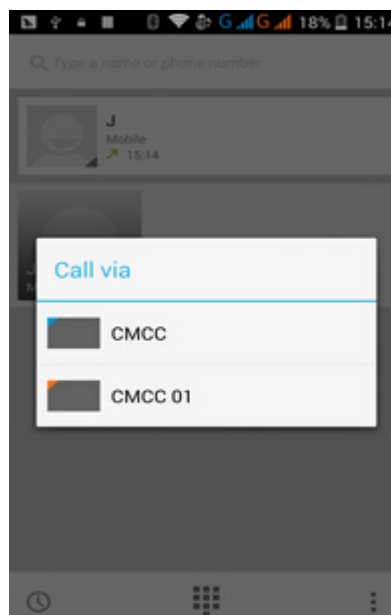 G G 18% 15:14
Type a name or phone number
J
Mobile
15:14
J
M
Call via
CMCC
CMCC 01